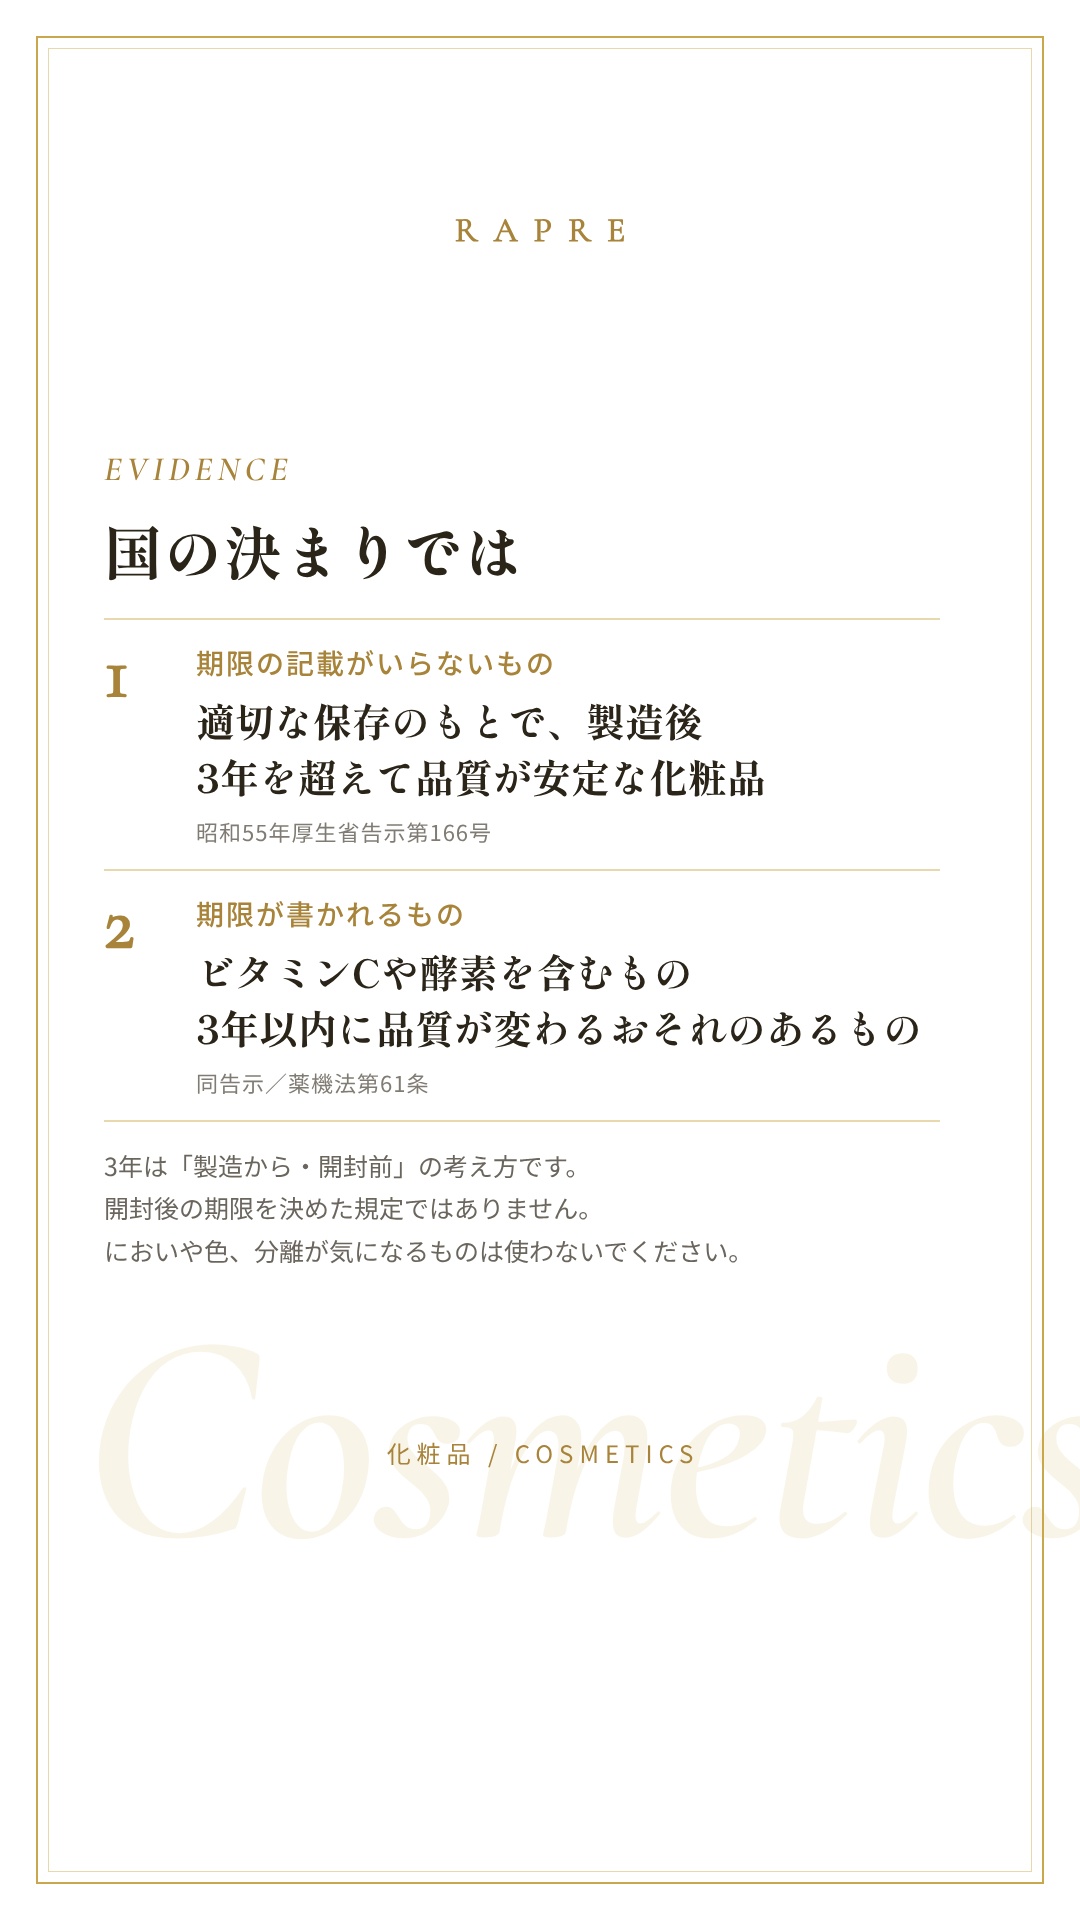 RAPRE
EVIDENCE
国の決まりでは
1
期限の記載がいらないもの
適切な保存のもとで、製造後
3年を超えて品質が安定な化粧品
昭和55年厚生省告示第166号
2
期限が書かれるもの
ビタミンCや酵素を含むもの
3年以内に品質が変わるおそれのあるもの
同告示／薬機法第61条
3年は「製造から・開封前」の考え方です。
開封後の期限を決めた規定ではありません。
においや色、分離が気になるものは使わないでください。
Cosmetics
化粧品 / COSMETICS